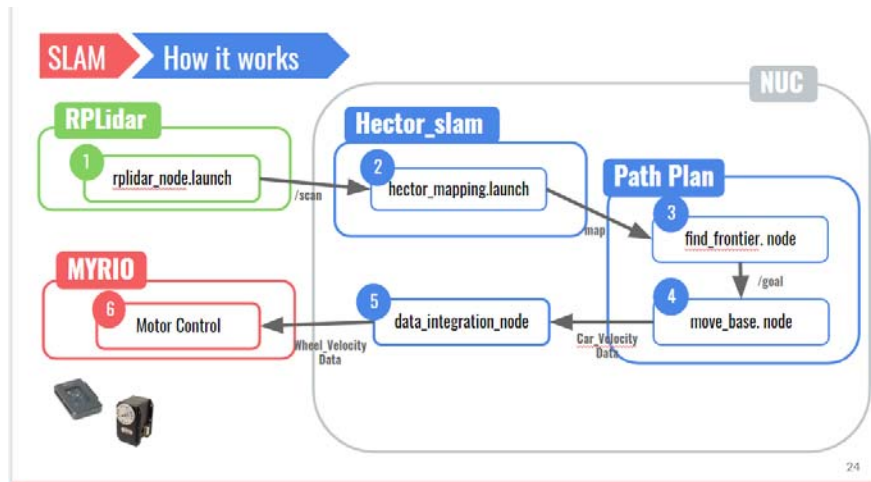 SLAM
How it works
NUC
RPLidar
1
rplidar_node.launch
/scan
Hector_slam
2
hector_mapping.launch
map
Path Plan
3
find_frontier. node
/goal
4
move_base. node
Car_Velocity
Data
5
data_integration_node
Wheel_Velocity
Data
MYRIO
6
Motor Control
24